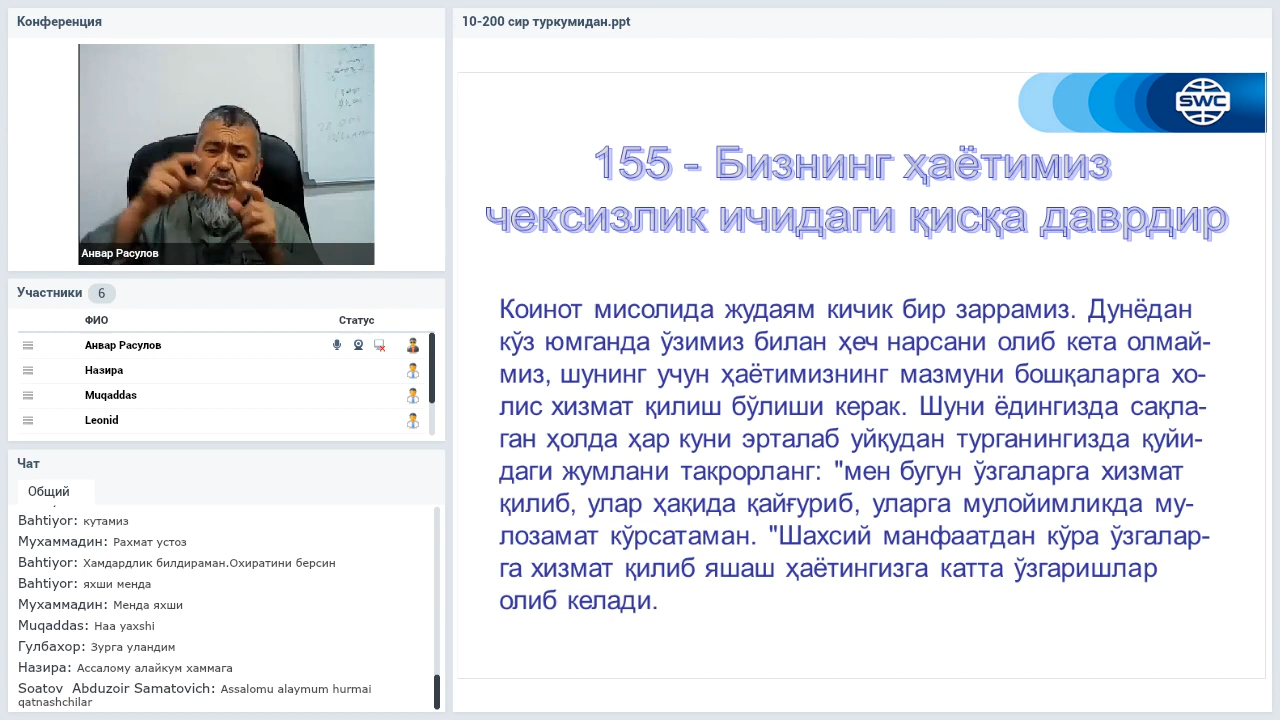 Конференция
Анвар Расулов
Участники 6
ФИО Статус
Анвар Расулов
Назира
Muqaddas
Leonid
Чат
Общий
Bahtiyor: кутамиз
Мухаммадин: Рахмат устоз
Bahtiyor: Хамдардлик билдираман.Охиратини берсин
Bahtiyor: яхши менда
Мухаммадин: Менда яхши
Muqaddas: Haa yaxshi
Гулбахор: Зурга уландим
Назира: Ассалому алайкум хаммага
Soatov Abduzoir Samatovich: Assalomu alaymum hurmai
qatnashchilar
10-200 сир туркумидан.ppt
SWC
155 - Бизнинг ҳаётимиз
чексизлик ичидаги қисқа даврдир
Коинот мисолида жудаям кичик бир заррамиз. Дунёдан
кўз юмганда ўзимиз билан ҳеч нарсани олиб кета олмай-
миз, шунинг учун ҳаётимизнинг мазмуни бошқаларга хо-
лис хизмат қилиш бўлиши керак. Шуни ёдингизда сақла-
ган ҳолда ҳар куни эрталаб уйқудан турганингизда қуйи-
даги жумлани такрорланг: "мен бугун ўзгаларга хизмат
қилиб, улар ҳақида қайғуриб, уларга мулойимликда му-
лозамат кўрсатаман. "Шахсий манфаатдан кўра ўзгалар-
га хизмат қилиб яшаш ҳаётингизга катта ўзгаришлар
олиб келади.